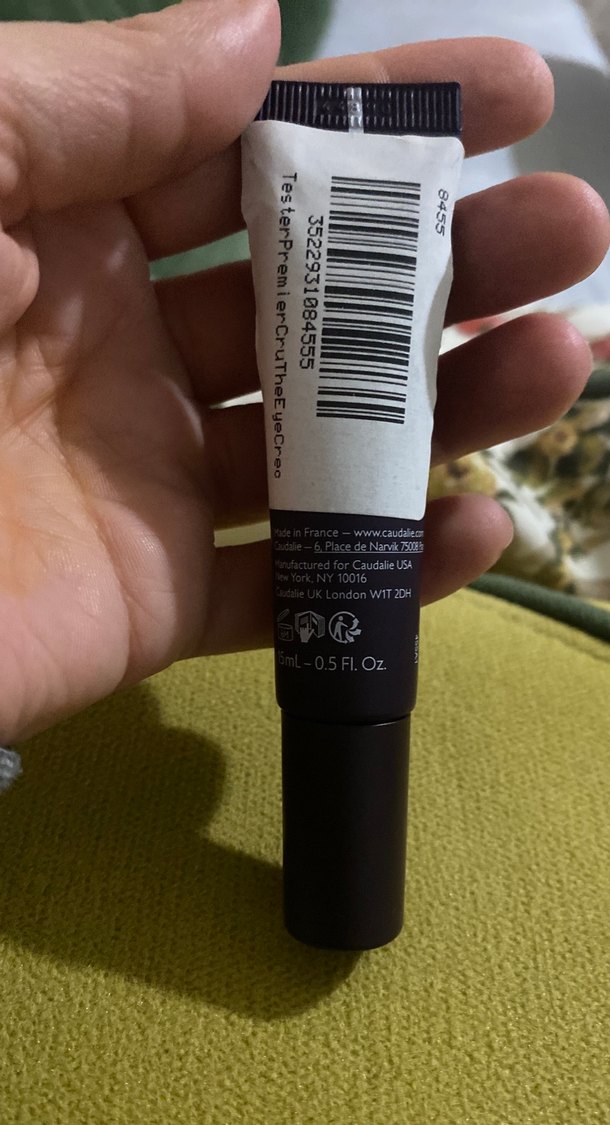 8455
3522931084555
TesterPremierCruTheEyeCrec
Made in France – www.caudalie.com
Caudalie – 6, Place de Narvik 75008
Manufactured for Caudalie USA
New York, NY 10016
Caudalie UK London W1T 2DH
15mL – 0.5 Fl. Oz.